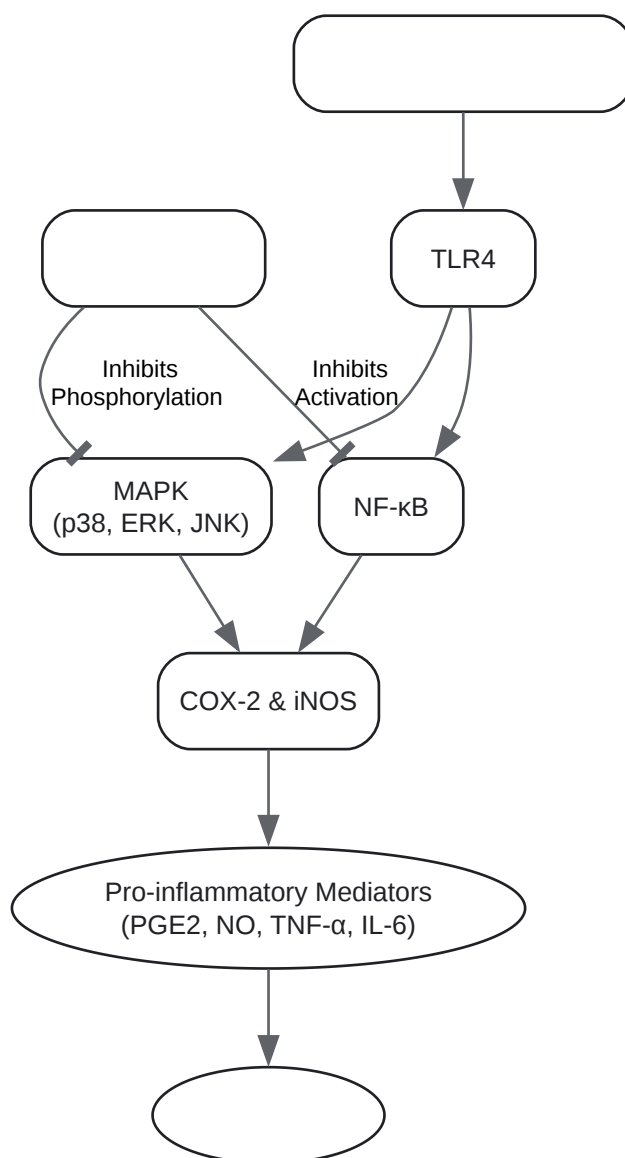 TLR4
Inhibits
Phosphorylation
Inhibits
Activation
MAPK
(p38, ERK, JNK)
NF-κB
COX-2 & iNOS
Pro-inflammatory Mediators
(PGE2, NO, TNF-α, IL-6)